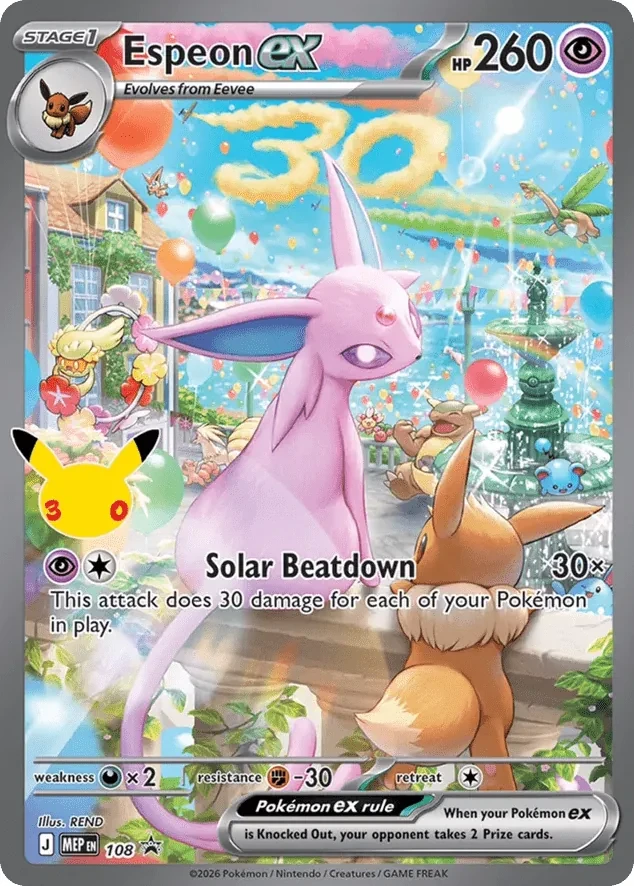 STAGE 1
Espeon ex
HP 260
Evolves from Eevee
30
3 0
Solar Beatdown 30×
This attack does 30 damage for each of your Pokémon
in play.
weakness ×2 resistance -30 retreat
Pokémon ex rule
When your Pokémon ex
is Knocked Out, your opponent takes 2 Prize cards.
Illus. REND
J MEP EN 108
©2026 Pokémon / Nintendo / Creatures / GAME FREAK